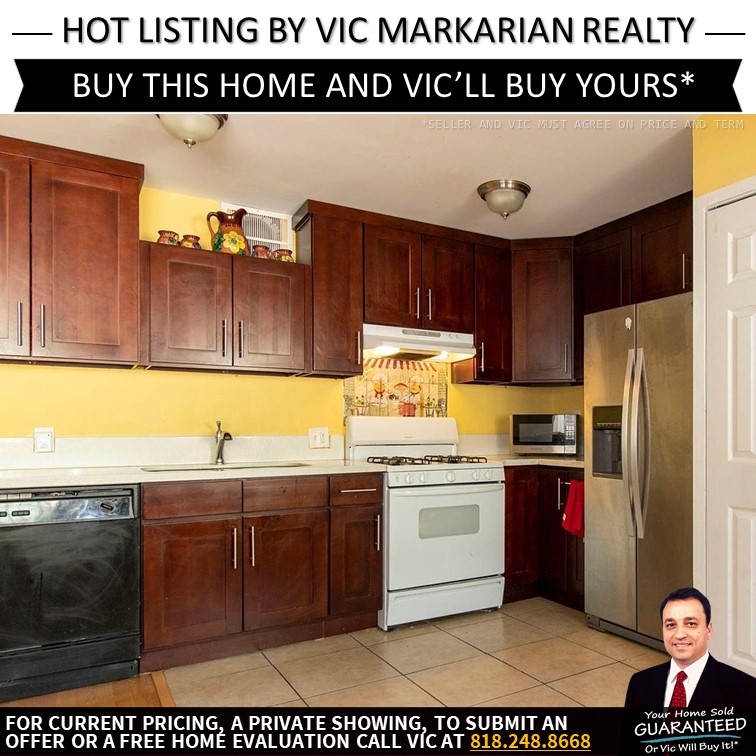 HOT LISTING BY VIC MARKARIAN REALTY
BUY THIS HOME AND VIC'LL BUY YOURS*
*SELLER AND VIC MUST AGREE ON PRICE AND TERM
Your Home Sold
GUARANTEED
Or Vic Will Buy It!
FOR CURRENT PRICING, A PRIVATE SHOWING, TO SUBMIT AN
OFFER OR A FREE HOME EVALUATION CALL VIC AT 818.248.8668